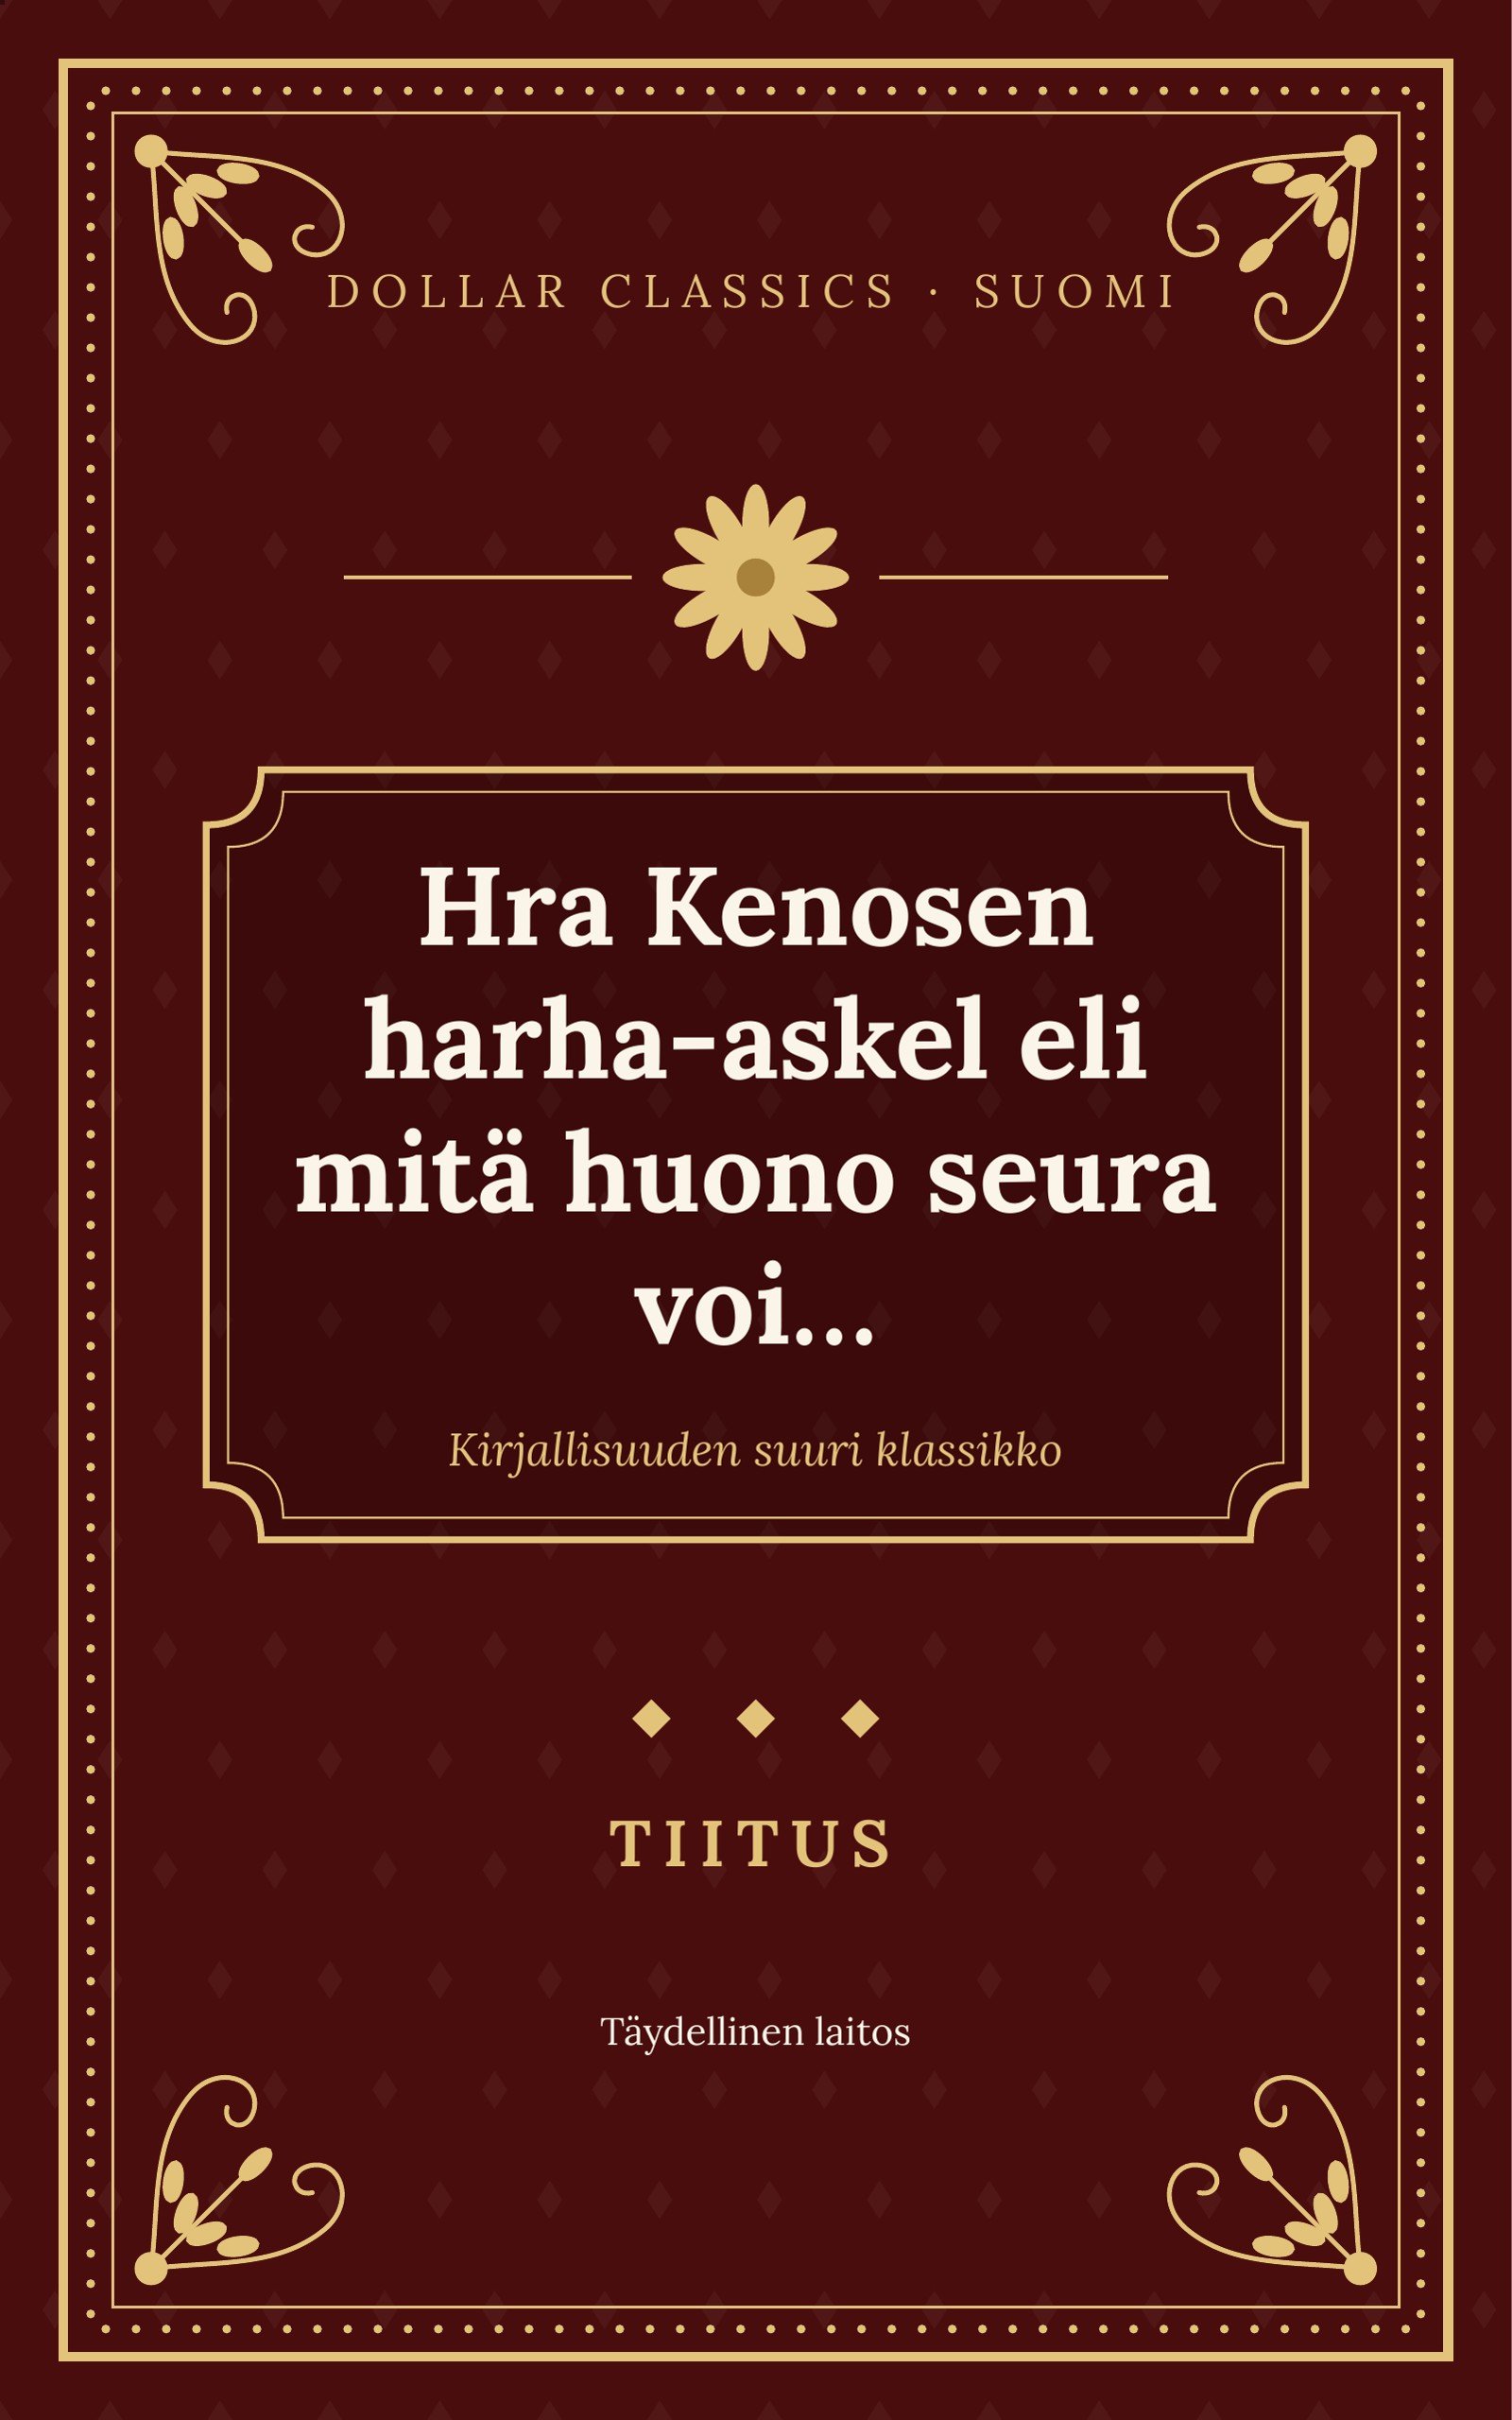 DOLLAR CLASSICS · SUOMI
Hra Kenosen
harha-askel eli
mitä huono seura
voi...
Kirjallisuuden suuri klassikko
TIITUS
Täydellinen laitos